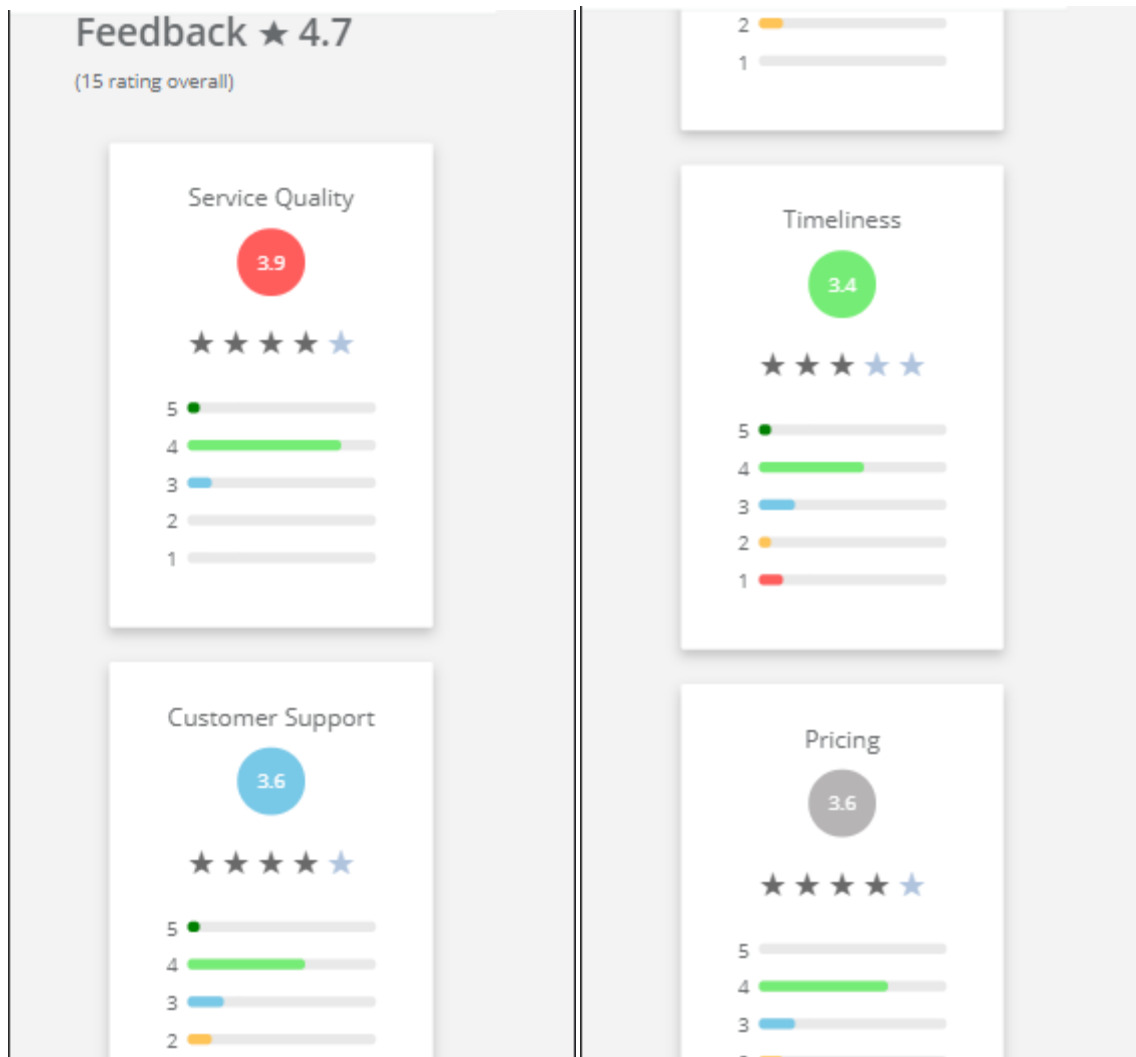 Feedback ★ 4.7
(15 rating overall)
Service Quality
3.9
★ ★ ★ ★ ★
5
4
3
2
1
Customer Support
3.6
★ ★ ★ ★ ★
5
4
3
2
2
1
Timeliness
3.4
★ ★ ★ ★ ★
5
4
3
2
1
Pricing
3.6
★ ★ ★ ★ ★
5
4
3